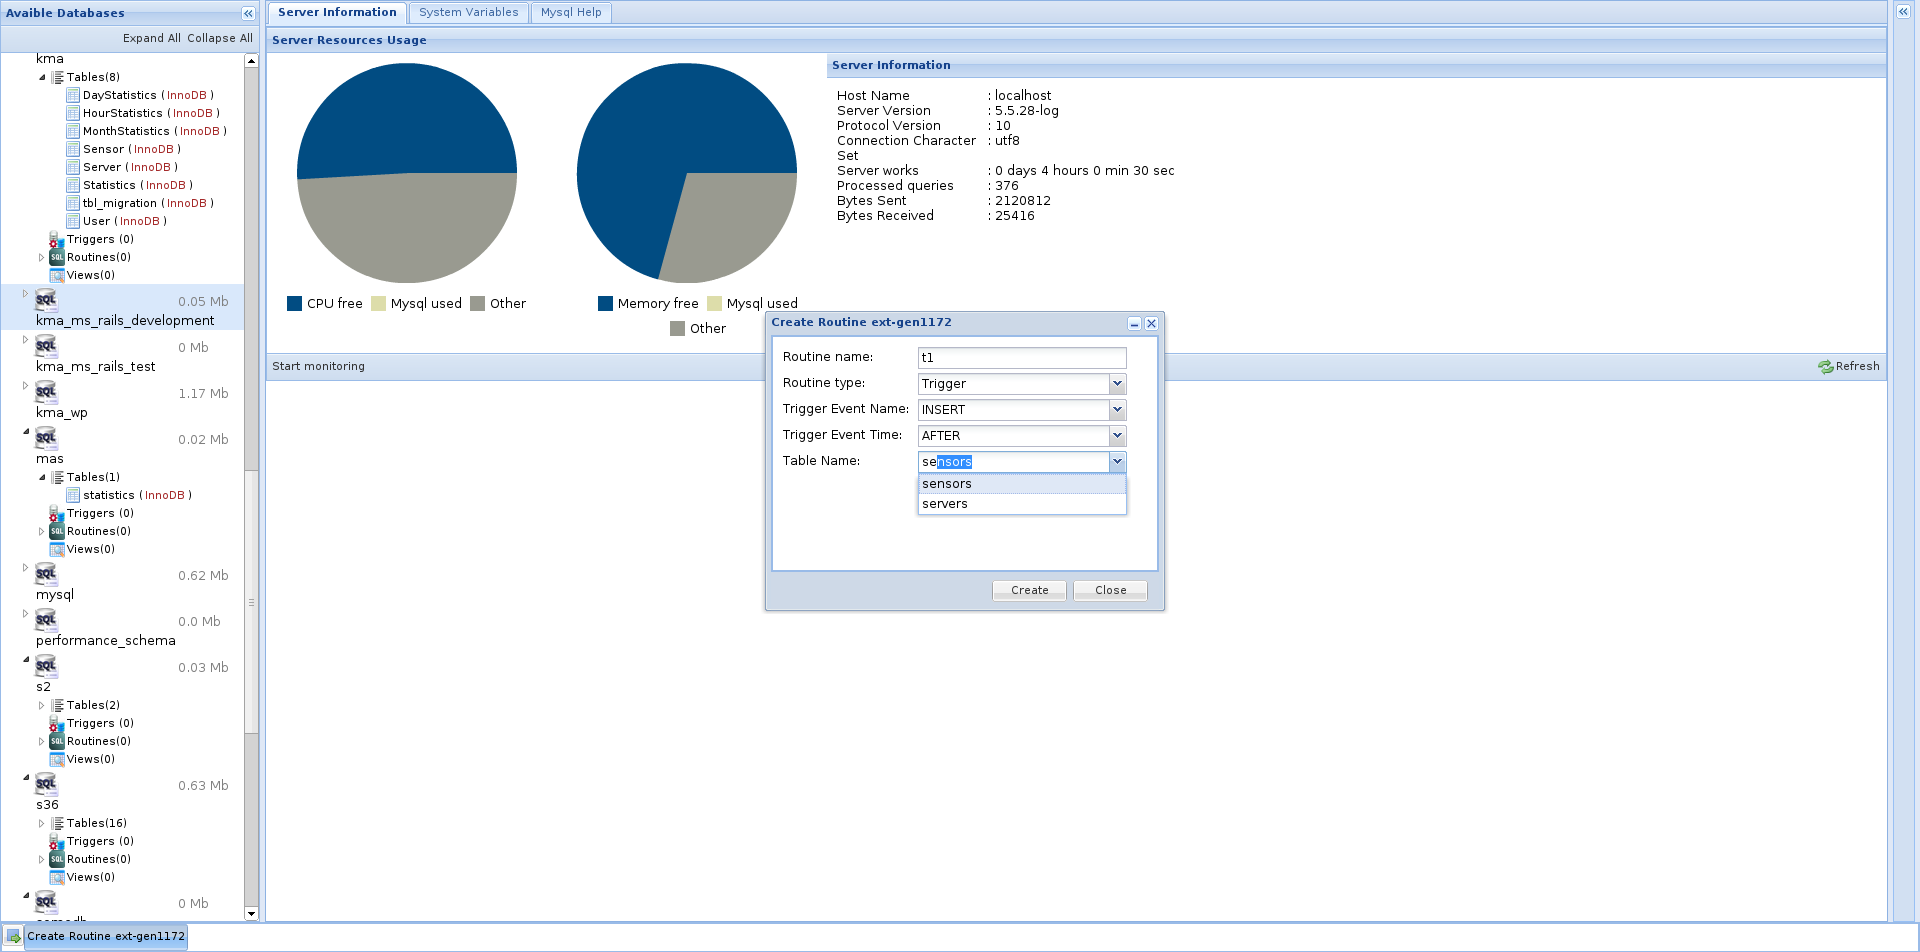 Avaible Databases
Expand All Collapse All
kma
Tables(8)
DayStatistics ( InnoDB )
HourStatistics ( InnoDB )
MonthStatistics ( InnoDB )
Sensor ( InnoDB )
Server ( InnoDB )
Statistics ( InnoDB )
tbl_migration ( InnoDB )
User ( InnoDB )
Triggers (0)
Routines(0)
Views(0)
SQL 0.05 Mb
kma_ms_rails_development
SQL 0 Mb
kma_ms_rails_test
SQL 1.17 Mb
kma_wp
SQL 0.02 Mb
mas
Tables(1)
statistics ( InnoDB )
Triggers (0)
Routines(0)
Views(0)
SQL 0.62 Mb
mysql
SQL 0.0 Mb
performance_schema
SQL 0.03 Mb
s2
Tables(2)
Triggers (0)
Routines(0)
Views(0)
SQL 0.63 Mb
s36
Tables(16)
Triggers (0)
Routines(0)
Views(0)
SQL 0 Mb
Server Information System Variables Mysql Help
Server Resources Usage
CPU free Mysql used Other
Memory free Mysql used
Other
Server Information
Host Name : localhost
Server Version : 5.5.28-log
Protocol Version : 10
Connection Character : utf8
Set
Server works : 0 days 4 hours 0 min 30 sec
Processed queries : 376
Bytes Sent : 2120812
Bytes Received : 25416
Start monitoring Refresh
Create Routine ext-gen1172
Routine name: t1
Routine type: Trigger
Trigger Event Name: INSERT
Trigger Event Time: AFTER
Table Name: sensors
sensors
servers
Create Close
Create Routine ext-gen1172